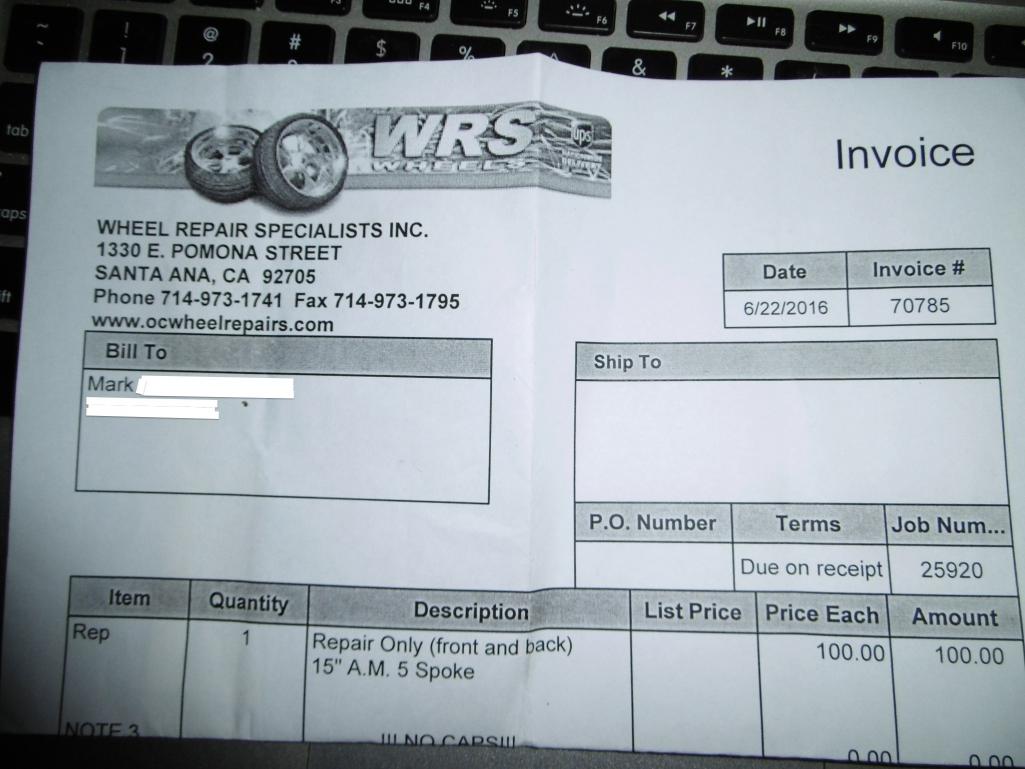 ~
!
@
2
#
$
%
&
*
F4
F5
F6
F7
F8
F9
F10
tab
WRS
WHEELS
ups
DELIVERY
Invoice
WHEEL REPAIR SPECIALISTS INC.
1330 E. POMONA STREET
SANTA ANA, CA 92705
Phone 714-973-1741 Fax 714-973-1795
www.ocwheelrepairs.com
Date Invoice #
6/22/2016 70785
Bill To
Mark
Ship To
P.O. Number Terms Job Num...
Due on receipt 25920
Item Quantity Description List Price Price Each Amount
Rep 1 Repair Only (front and back) 100.00 100.00
15" A.M. 5 Spoke
NOTE 3 !!! NO CAPS!!! 0.00 0.00